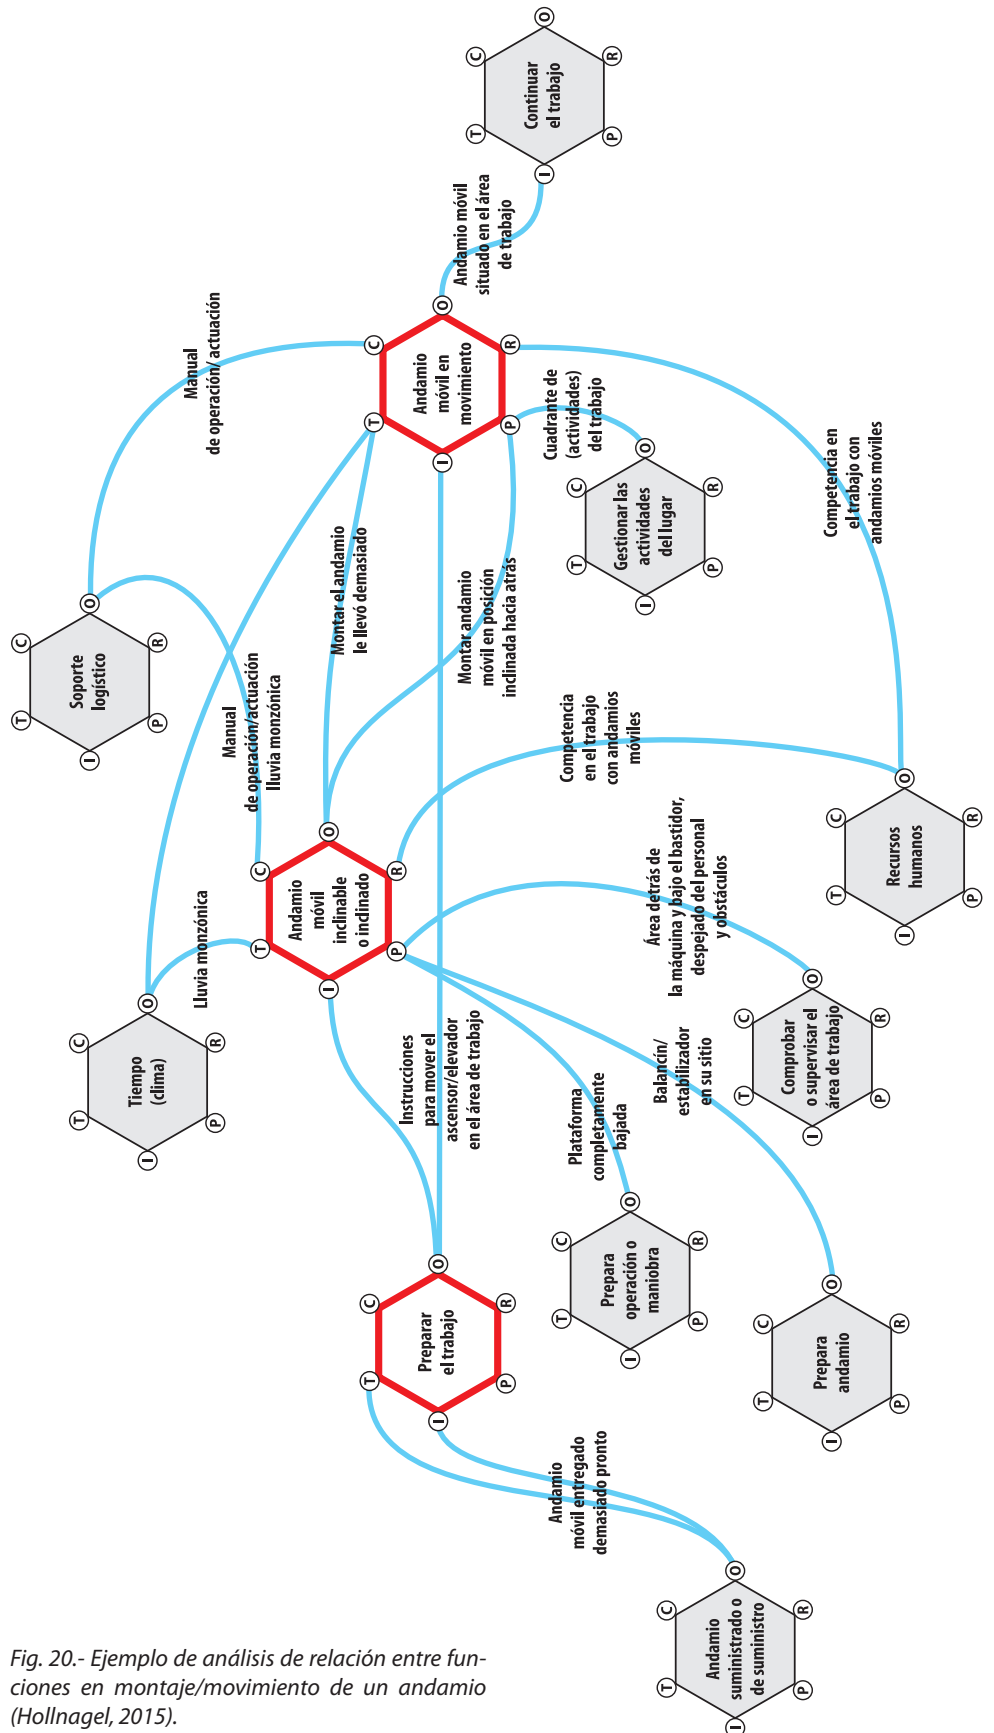 Andamio
suministrado o
de suministro
T
C
I
O
P
R
Andamio
móvil entregado
demasiado pronto
Preparar
el trabajo
T
C
I
O
P
R
Prepara
andamio
T
C
I
O
P
R
Prepara
operación o
maniobra
T
C
I
O
P
R
Tiempo
(clima)
T
C
I
O
P
R
Comprobar
o supervisar el
área de trabajo
T
C
I
O
P
R
Instrucciones
para mover el
ascensor/elevador
en el área de trabajo
Plataforma
completamente
bajada
Balancín/
estabilizador
en su sitio
Lluvia monzónica
Andamio
móvil
inclinable
o inclinado
T
C
I
O
P
R
Área detrás de
la máquina y bajo el bastidor,
despejado del personal
y obstáculos
Recursos
humanos
T
C
I
O
P
R
Manual
de operación/actuación
lluvia monzónica
Competencia
en el trabajo
con andamios
móviles
Soporte
logístico
T
C
I
O
P
R
Montar el andamio
le llevó demasiado
Montar andamio
móvil en posición
inclinada hacia atrás
Gestionar las
actividades
del lugar
T
C
I
O
P
R
Competencia en
el trabajo con
andamios móviles
Cuadrante de
(actividades)
del trabajo
Manual
de operación/ actuación
Andamio
móvil en
movimiento
T
C
I
O
P
R
Andamio móvil
situado en el área
de trabajo
Continuar
el trabajo
T
C
I
O
P
R
Fig. 20.- Ejemplo de análisis de relación entre fun-
ciones en montaje/movimiento de un andamio
(Hollnagel, 2015).